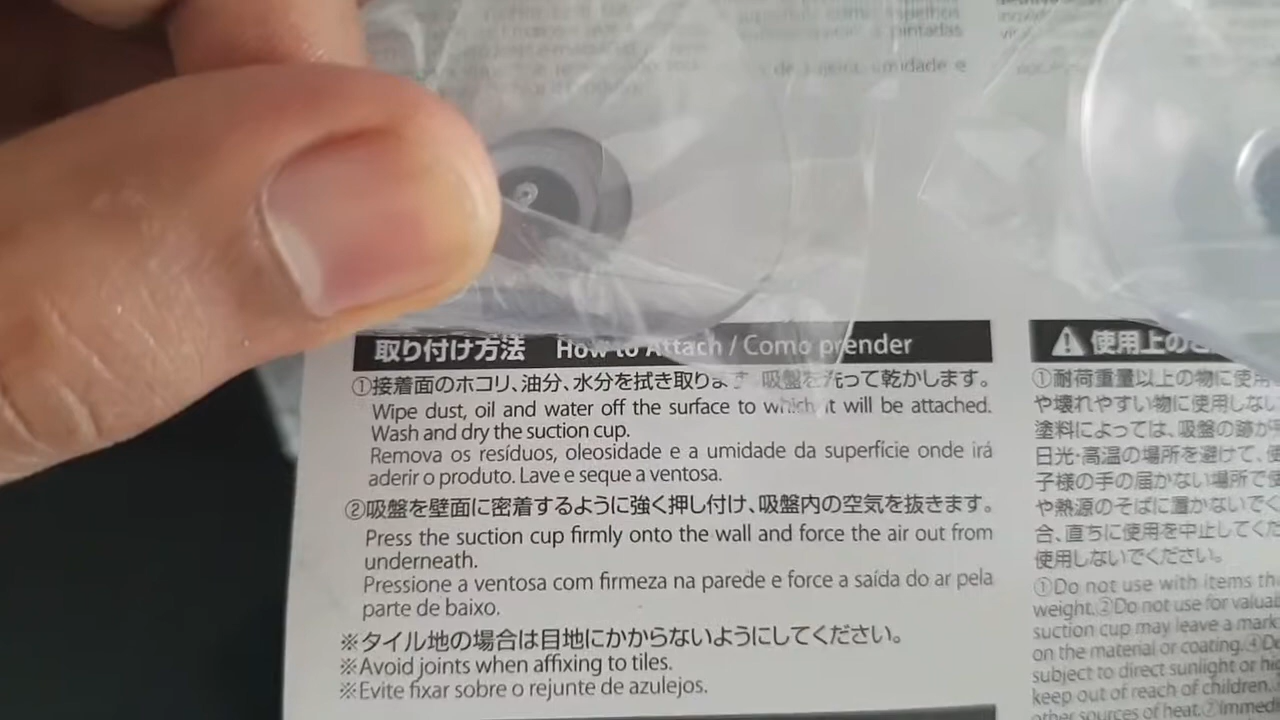 pintadas
umidade e
取り付け方法 How to Attach / Como prender
①接着面のホコリ、油分、水分を拭き取ります 吸盤を洗って乾かします。
Wipe dust, oil and water off the surface to which it will be attached.
Wash and dry the suction cup.
Remova os resíduos, oleosidade e a umidade da superfície onde irá
aderir o produto. Lave e seque a ventosa.
②吸盤を壁面に密着するように強く押し付け、吸盤内の空気を抜きます。
Press the suction cup firmly onto the wall and force the air out from
underneath.
Pressione a ventosa com firmeza na parede e force a saída do ar pela
parte de baixo.
※タイル地の場合は目地にかからないようにしてください。
※Avoid joints when affixing to tiles.
※Evite fixar sobre o rejunte de azulejos.
使用上のご
①耐荷重量以上の物に使用
や壊れやすい物に使用しない
塗料によっては、吸盤の跡が
日光・高温の場所を避けて、使
子様の手の届かない場所で使
や熱源のそばに置かないでく
合、直ちに使用を中止してくだ
使用しないでください。
①Do not use with items tha
weight.②Do not use for valuab
suction cup may leave a mark
on the material or coating.④Do
subject to direct sunlight or hi
keep out of reach of children.
other sources of heat.⑦Immedi